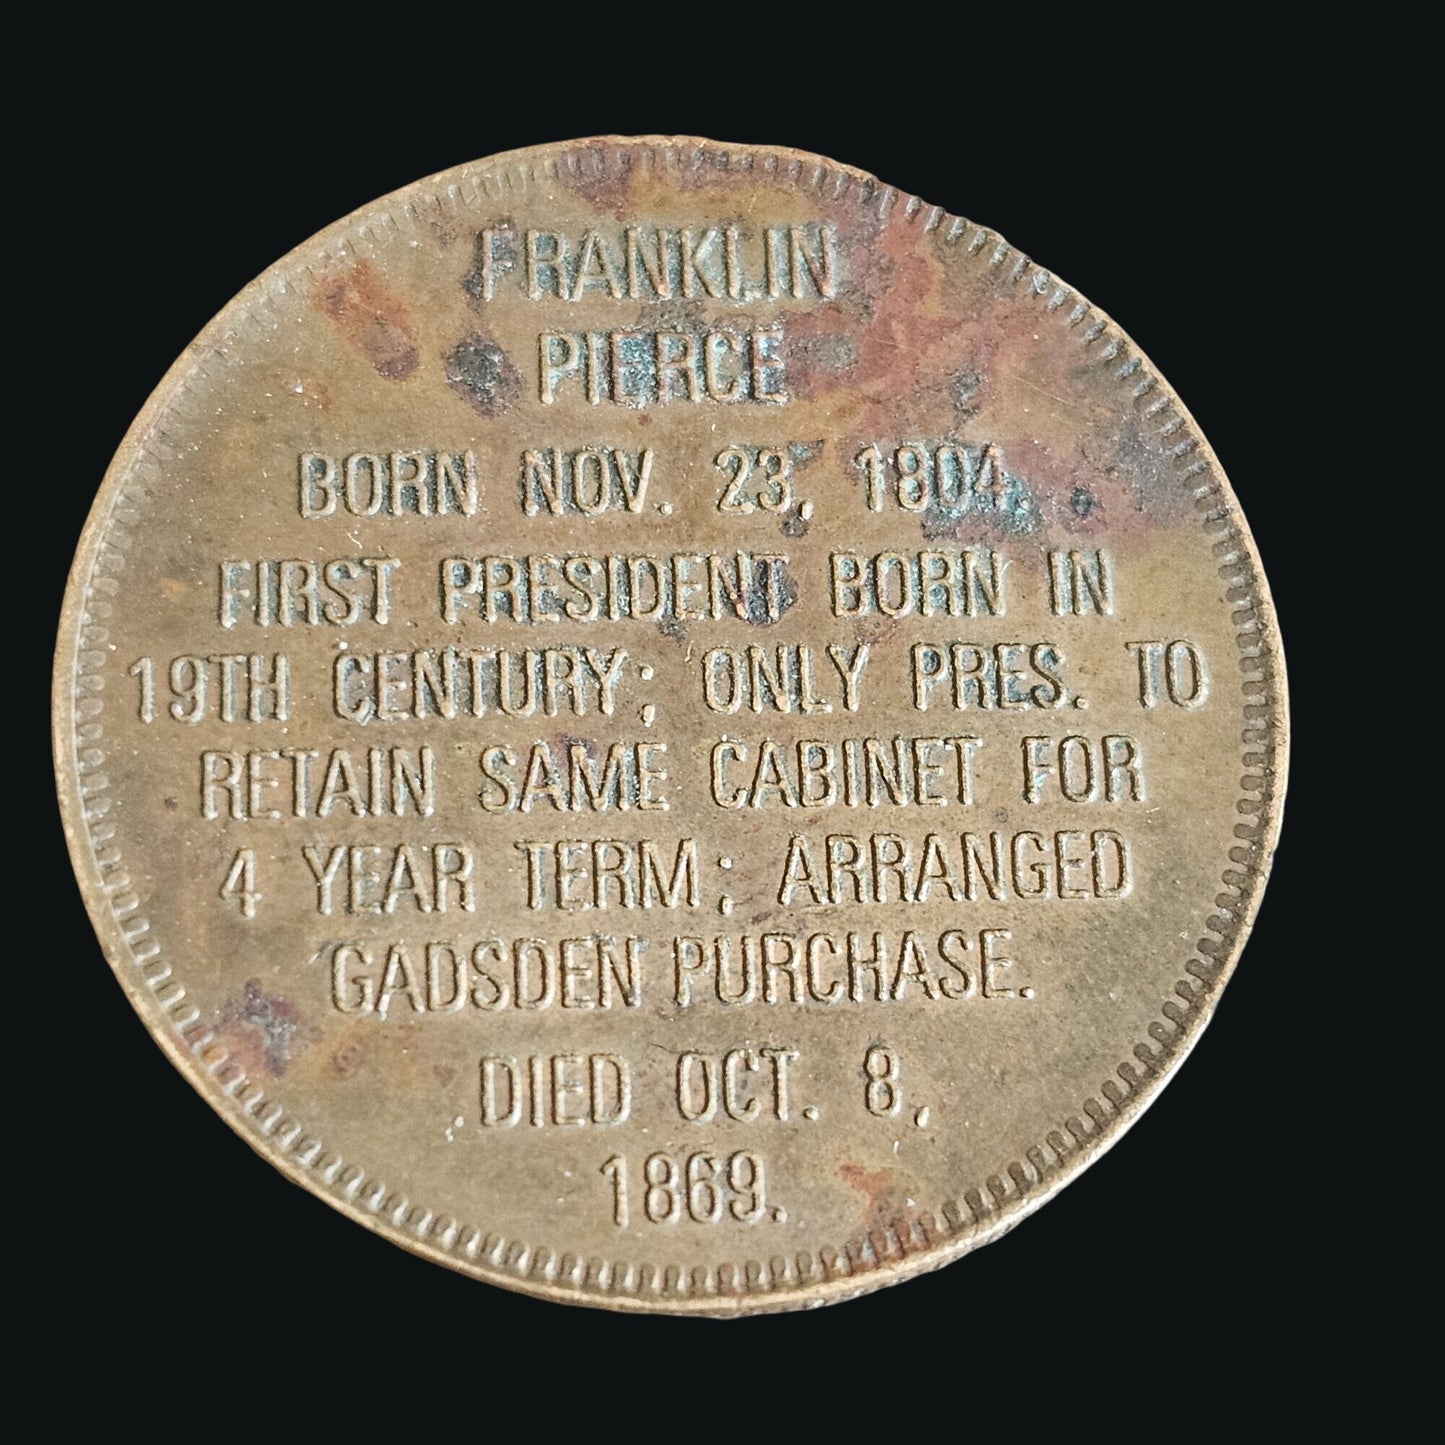 FRANKLIN
PIERCE
BORN NOV. 23, 1804.
FIRST PRESIDENT BORN IN
19TH CENTURY; ONLY PRES. TO
RETAIN SAME CABINET FOR
4 YEAR TERM; ARRANGED
GADSDEN PURCHASE.
DIED OCT. 8,
1869.